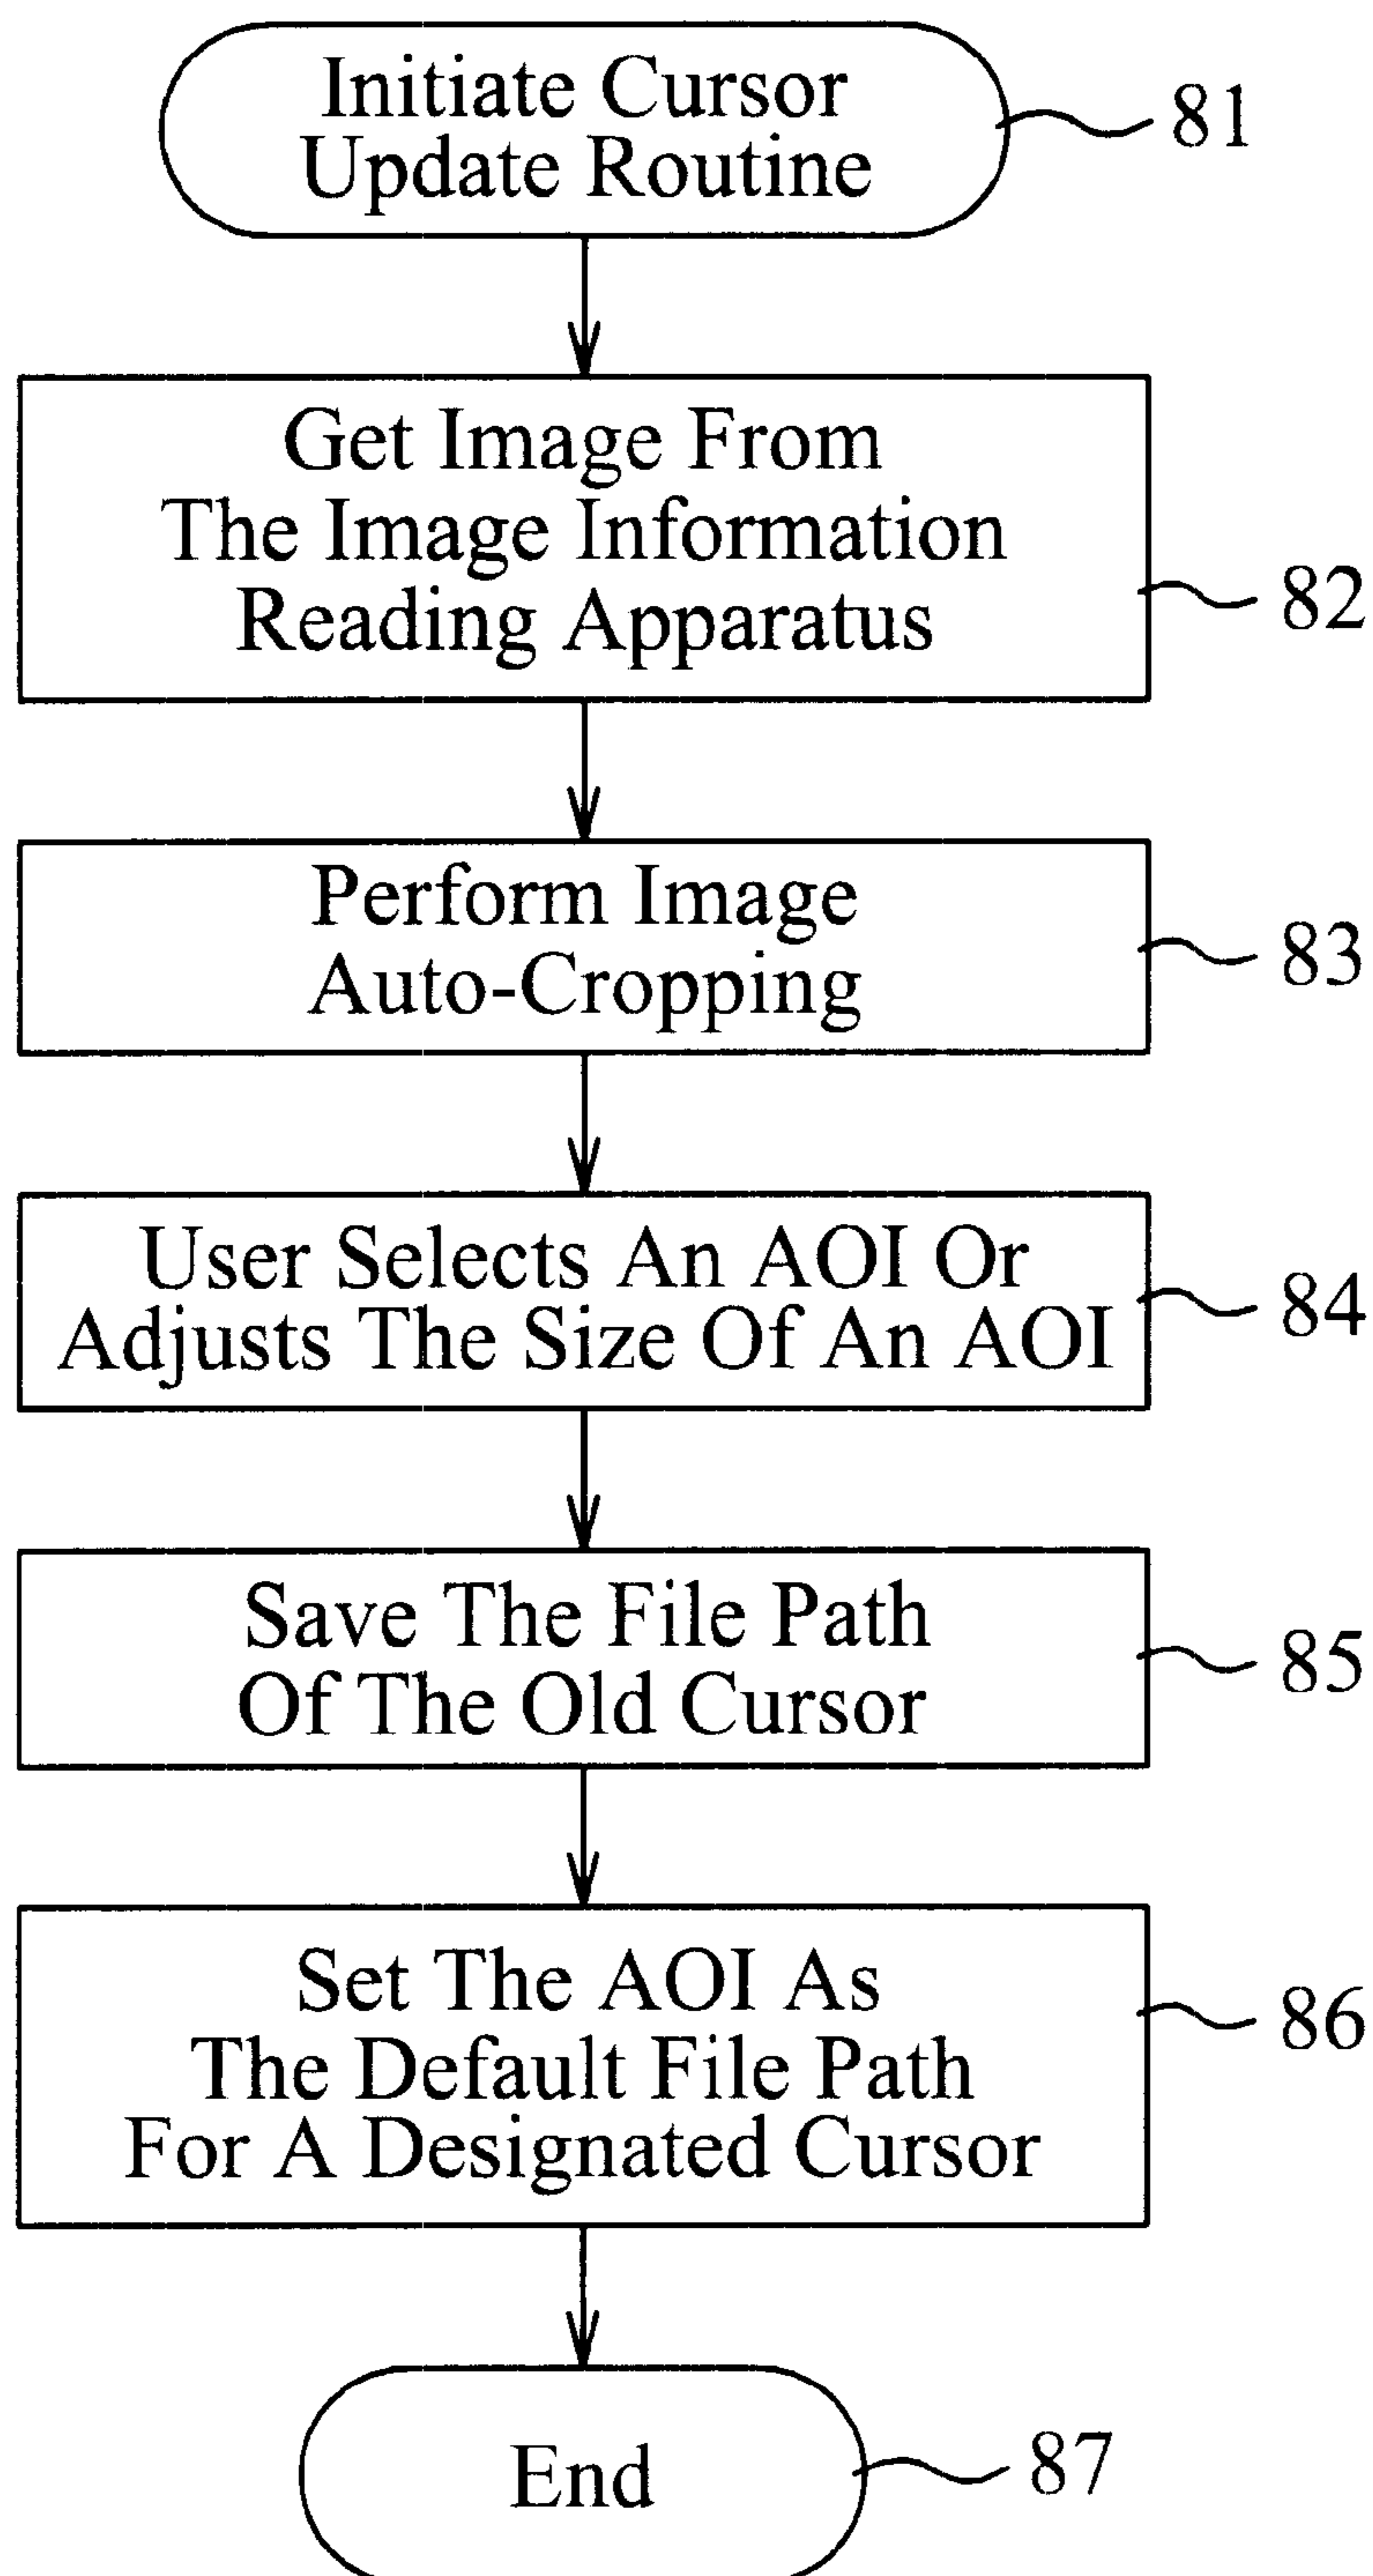 Initiate Cursor
Update Routine
81
Get Image From
The Image Information
Reading Apparatus
82
Perform Image
Auto-Cropping
83
User Selects An AOI Or
Adjusts The Size Of An AOI
84
Save The File Path
Of The Old Cursor
85
Set The AOI As
The Default File Path
For A Designated Cursor
86
End
87